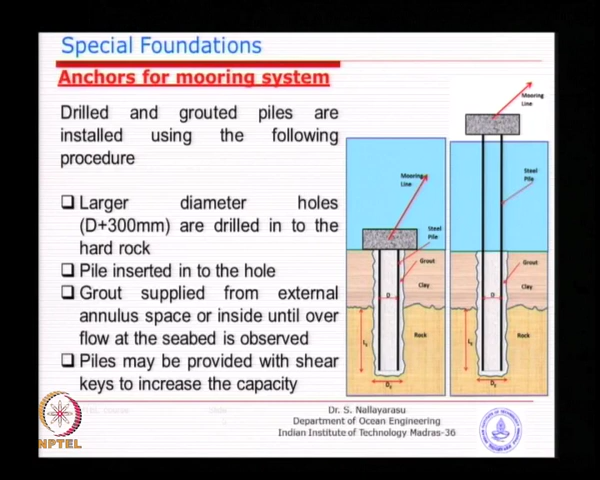 Special Foundations
Anchors for mooring system
Drilled and grouted piles are
installed using the following
procedure
Larger diameter holes
(D+300mm) are drilled in to the
hard rock
Pile inserted in to the hole
Grout supplied from external
annulus space or inside until over
flow at the seabed is observed
Piles may be provided with shear
keys to increase the capacity
Mooring
Line
Steel
Pile
Grout
Clay
D
Rock
Mooring
Line
Steel
Pile
Grout
Clay
D
Rock
Dr. S. Nallayarasu
Department of Ocean Engineering
Indian Institute of Technology Madras-36
NPTEL